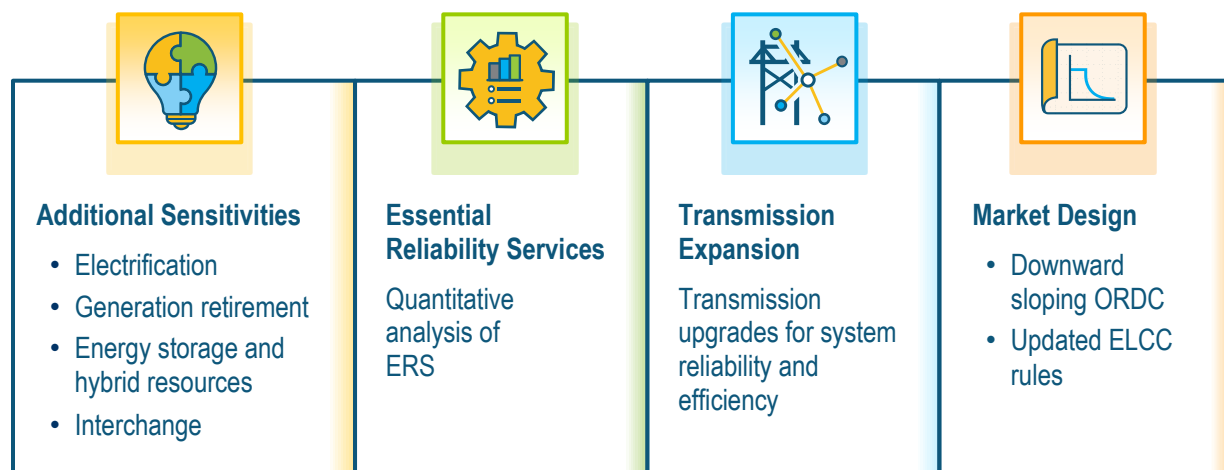 Additional Sensitivities
• Electrification
• Generation retirement
• Energy storage and
hybrid resources
• Interchange
Essential
Reliability Services
Quantitative
analysis of
ERS
Transmission
Expansion
Transmission
upgrades for system
reliability and
efficiency
Market Design
• Downward
sloping ORDC
• Updated ELCC
rules